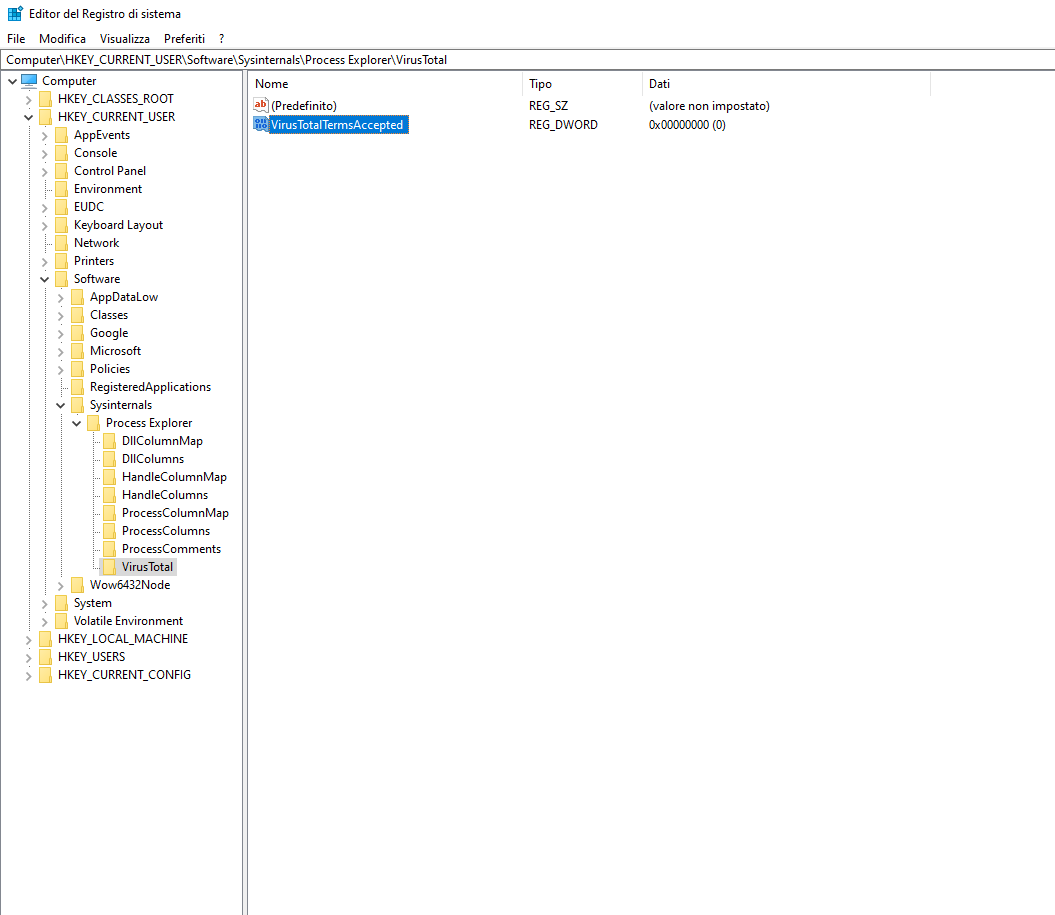 Editor del Registro di sistema
File Modifica Visualizza Preferiti ?
Computer\HKEY_CURRENT_USER\Software\Sysinternals\Process Explorer\VirusTotal
Computer
HKEY_CLASSES_ROOT
HKEY_CURRENT_USER
AppEvents
Console
Control Panel
Environment
EUDC
Keyboard Layout
Network
Printers
Software
AppDataLow
Classes
Google
Microsoft
Policies
RegisteredApplications
Sysinternals
Process Explorer
DllColumnMap
DllColumns
HandleColumnMap
HandleColumns
ProcessColumnMap
ProcessColumns
ProcessComments
VirusTotal
Wow6432Node
System
Volatile Environment
HKEY_LOCAL_MACHINE
HKEY_USERS
HKEY_CURRENT_CONFIG
Nome Tipo Dati
ab (Predefinito) REG_SZ (valore non impostato)
VirusTotalTermsAccepted REG_DWORD 0x00000000 (0)